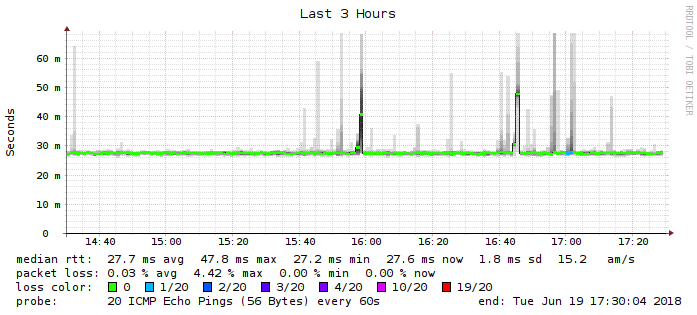 Last 3 Hours
RRDTOOL / TOBI OETIKER
Seconds
60 m
50 m
40 m
30 m
20 m
10 m
0
14:40 15:00 15:20 15:40 16:00 16:20 16:40 17:00 17:20
median rtt: 27.7 ms avg 47.8 ms max 27.2 ms min 27.6 ms now 1.8 ms sd 15.2 am/s
packet loss: 0.03 % avg 4.42 % max 0.00 % min 0.00 % now
loss color: 0 1/20 2/20 3/20 4/20 10/20 19/20
probe: 20 ICMP Echo Pings (56 Bytes) every 60s end: Tue Jun 19 17:30:04 2018